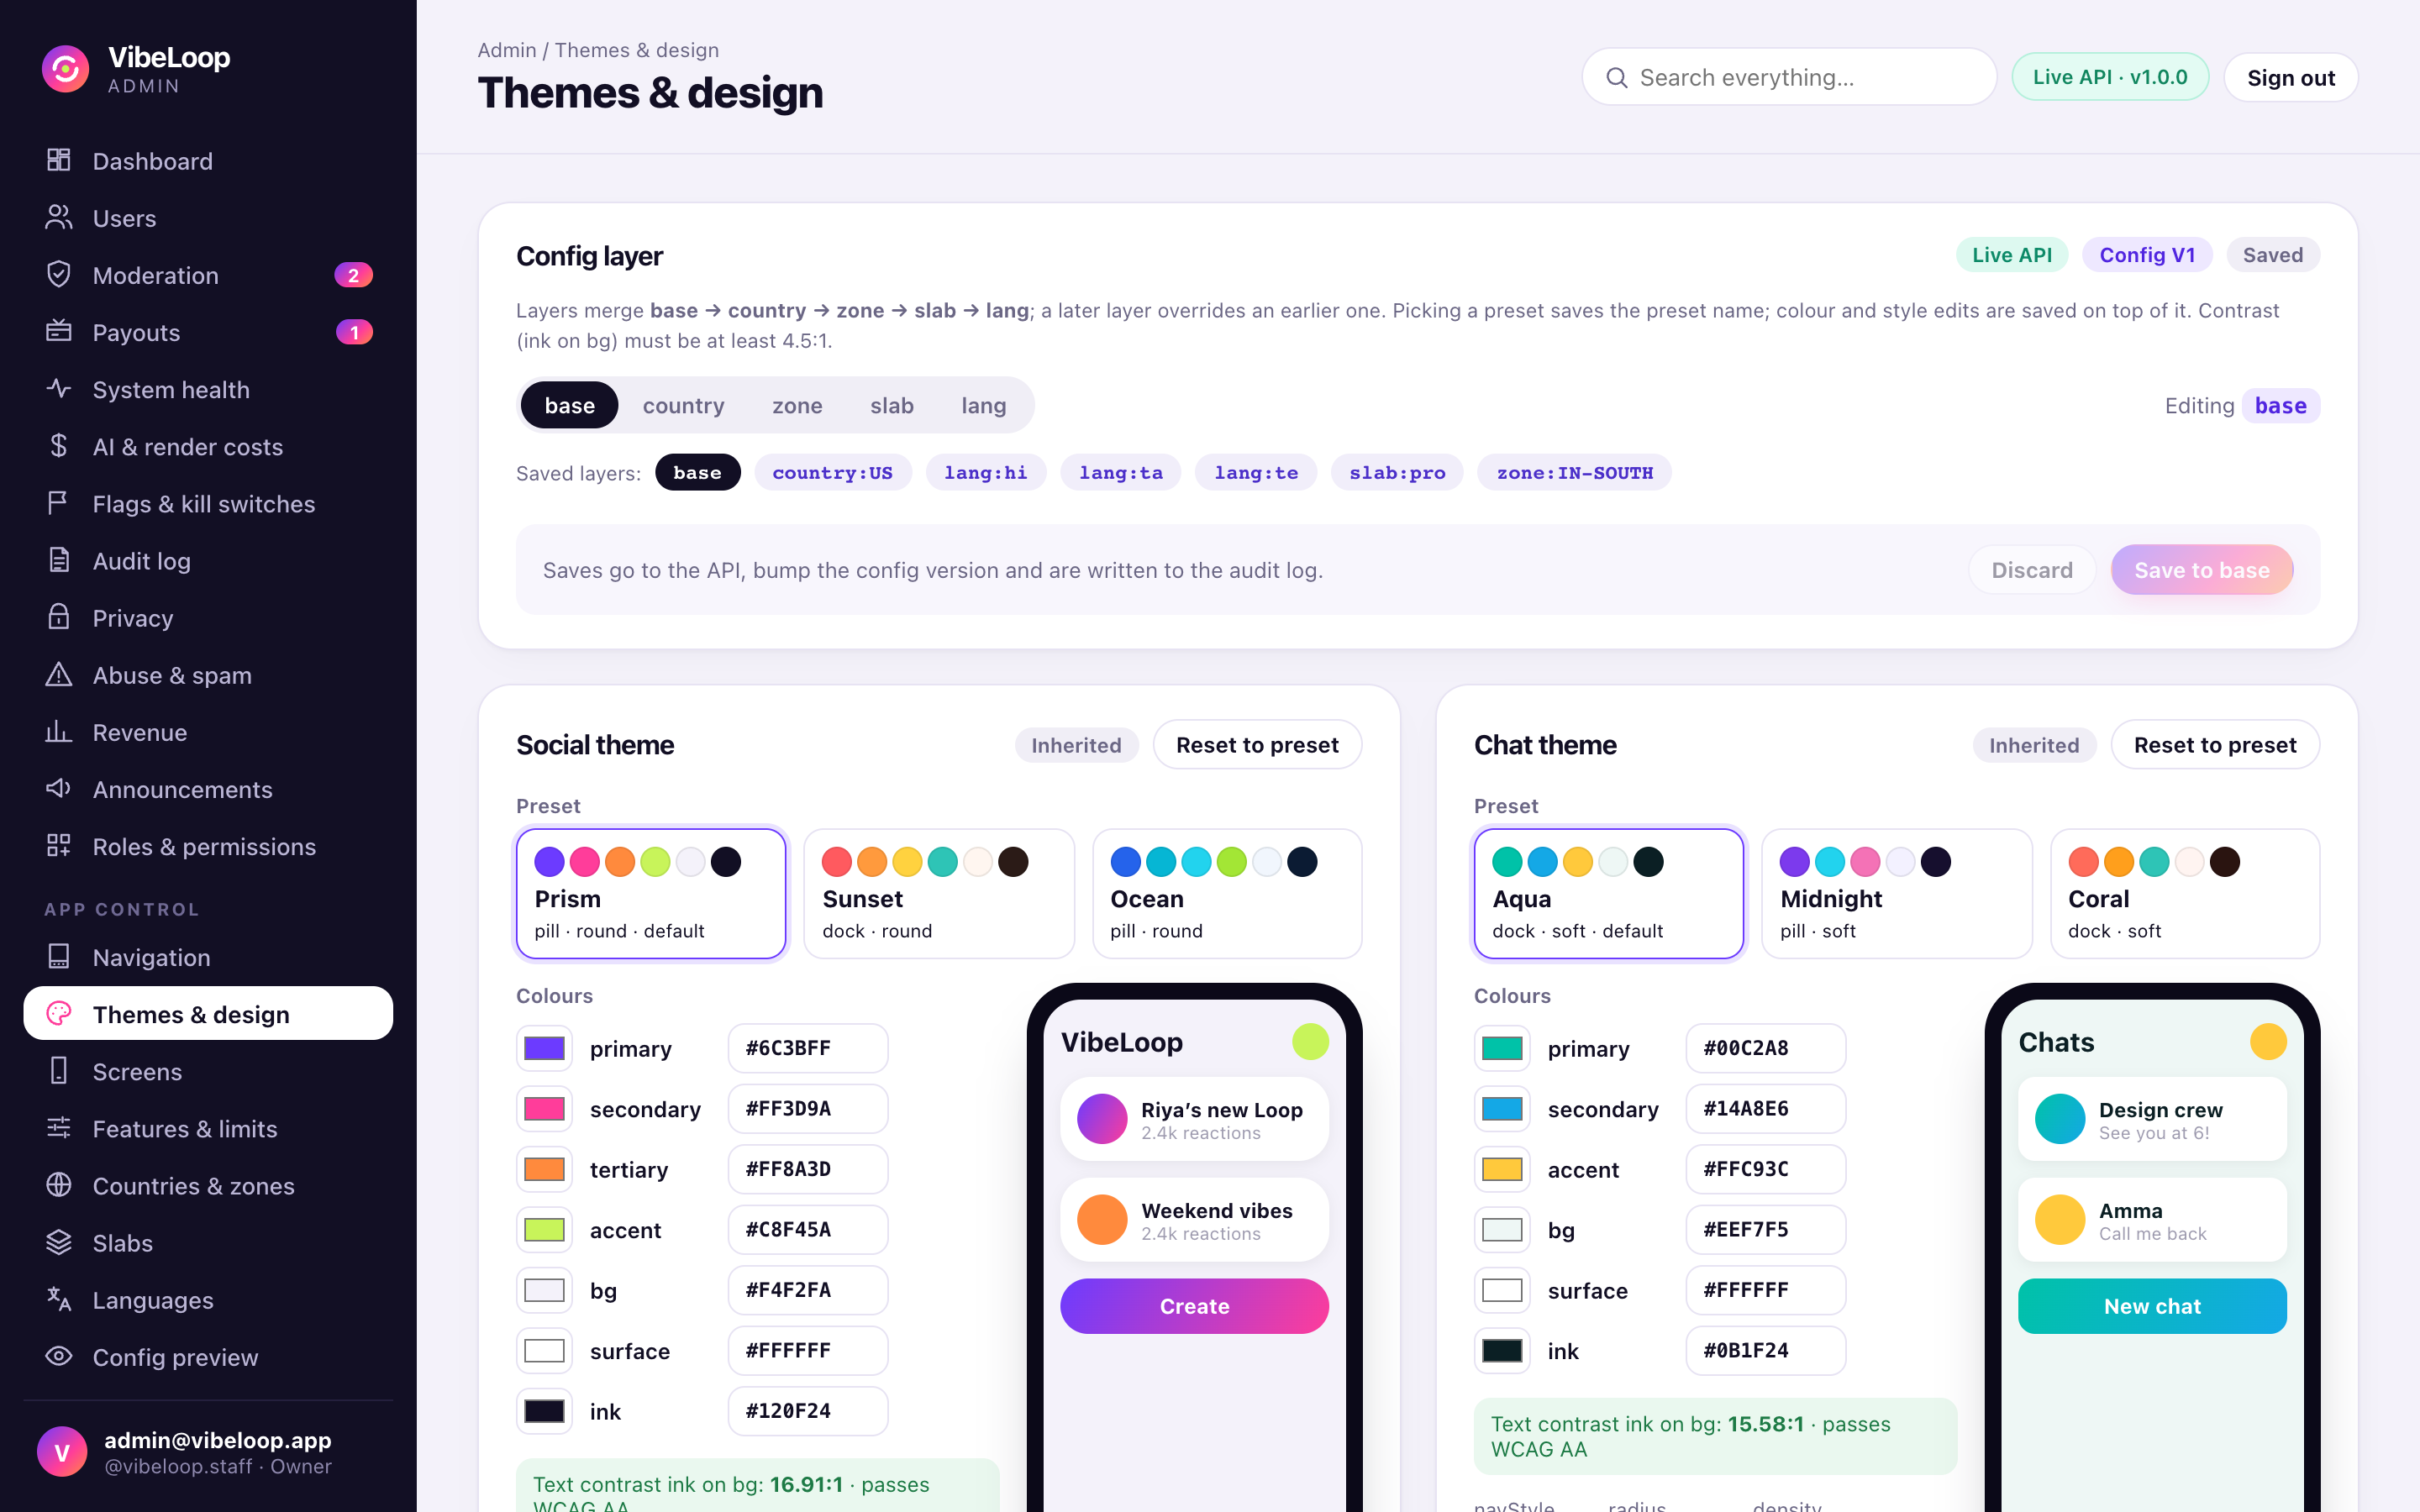 VibeLoop
ADMIN
Dashboard
Users
Moderation 2
Payouts 1
System health
AI & render costs
Flags & kill switches
Audit log
Privacy
Abuse & spam
Revenue
Announcements
Roles & permissions
APP CONTROL
Navigation
Themes & design
Screens
Features & limits
Countries & zones
Slabs
Languages
Config preview
V
admin@vibeloop.app
@vibeloop.staff · Owner
Admin / Themes & design
Themes & design
Search everything...
Live API · v1.0.0
Sign out
Config layer
Live API
Config V1
Saved
Layers merge base → country → zone → slab → lang; a later layer overrides an earlier one. Picking a preset saves the preset name; colour and style edits are saved on top of it. Contrast
(ink on bg) must be at least 4.5:1.
base country zone slab lang
Editing base
Saved layers: base country:US lang:hi lang:ta lang:te slab:pro zone:IN-SOUTH
Saves go to the API, bump the config version and are written to the audit log.
Discard
Save to base
Social theme
Inherited
Reset to preset
Preset
Prism
pill · round · default
Sunset
dock · round
Ocean
pill · round
Colours
primary #6C3BFF
secondary #FF3D9A
tertiary #FF8A3D
accent #C8F45A
bg #F4F2FA
surface #FFFFFF
ink #120F24
Text contrast ink on bg: 16.91:1 · passes
WCAG AA
VibeLoop
Riya’s new Loop
2.4k reactions
Weekend vibes
2.4k reactions
Create
Chat theme
Inherited
Reset to preset
Preset
Aqua
dock · soft · default
Midnight
pill · soft
Coral
dock · soft
Colours
primary #00C2A8
secondary #14A8E6
accent #FFC93C
bg #EEF7F5
surface #FFFFFF
ink #0B1F24
Text contrast ink on bg: 15.58:1 · passes
WCAG AA
navStyle radius density
Chats
Design crew
See you at 6!
Amma
Call me back
New chat